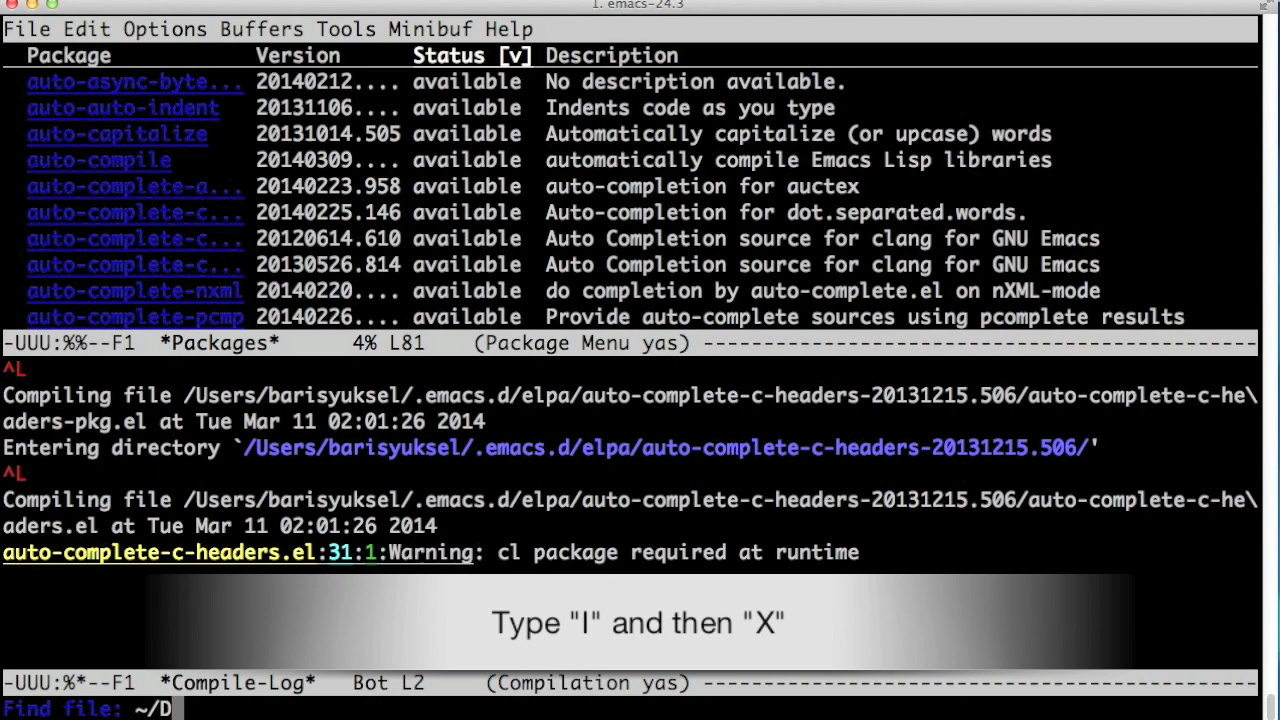 1. emacs-24.3
File Edit Options Buffers Tools Minibuf Help
Package Version Status [v] Description
auto-async-byte... 20140212.... available No description available.
auto-auto-indent 20131106.... available Indents code as you type
auto-capitalize 20131014.505 available Automatically capitalize (or upcase) words
auto-compile 20140309.... available automatically compile Emacs Lisp libraries
auto-complete-a... 20140223.958 available auto-completion for auctex
auto-complete-c... 20140225.146 available Auto-completion for dot.separated.words.
auto-complete-c... 20120614.610 available Auto Completion source for clang for GNU Emacs
auto-complete-c... 20130526.814 available Auto Completion source for clang for GNU Emacs
auto-complete-nxml 20140220.... available do completion by auto-complete.el on nXML-mode
auto-complete-pcmp 20140226.... available Provide auto-complete sources using pcomplete results
-UUU:%%--F1 *Packages* 4% L81 (Package Menu yas) -----------------------------------------------
^L
Compiling file /Users/barisyuksel/.emacs.d/elpa/auto-complete-c-headers-20131215.506/auto-complete-c-he\
aders-pkg.el at Tue Mar 11 02:01:26 2014
Entering directory `/Users/barisyuksel/.emacs.d/elpa/auto-complete-c-headers-20131215.506/'
^L
Compiling file /Users/barisyuksel/.emacs.d/elpa/auto-complete-c-headers-20131215.506/auto-complete-c-he\
aders.el at Tue Mar 11 02:01:26 2014
auto-complete-c-headers.el:31:1:Warning: cl package required at runtime
Type "I" and then "X"
-UUU:%*--F1 *Compile-Log* Bot L2 (Compilation yas) ----------------------------------------------
Find file: ~/D